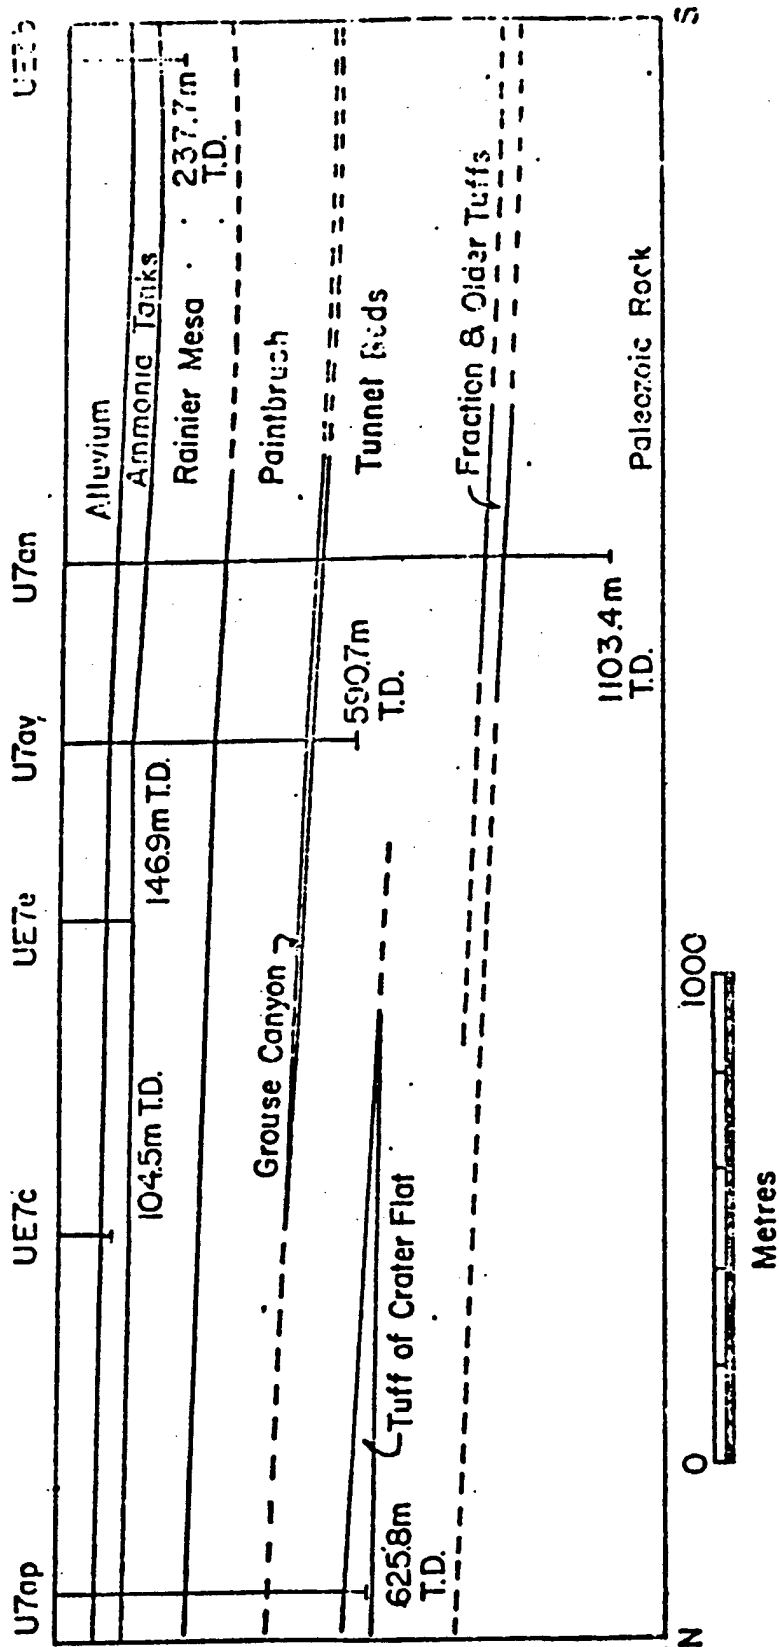 U7ap
UE7c
UE7e
U7ay
U7an
Alluvium
Ammonia Tanks
Rainier Mesa
237.7m
T.D.
Paintbrush
Tunnel Beds
Fraction & Older Tuffs
Paleozoic Rock
104.5m T.D.
146.9m T.D.
590.7m
T.D.
1103.4m
T.D.
Grouse Canyon
Tuff of Crater Flat
625.8m
T.D.
N
S
0
1000
Metres